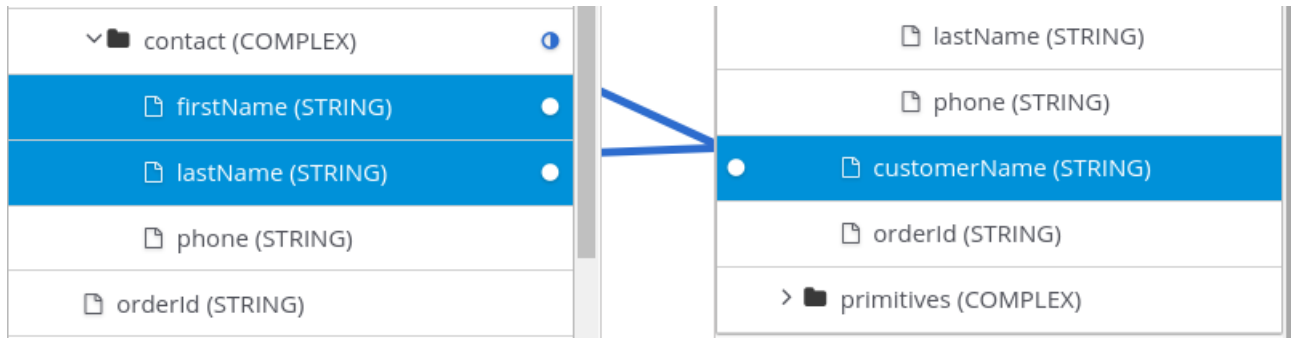 contact (COMPLEX)
firstName (STRING)
lastName (STRING)
phone (STRING)
orderId (STRING)
lastName (STRING)
phone (STRING)
customerName (STRING)
orderId (STRING)
primitives (COMPLEX)